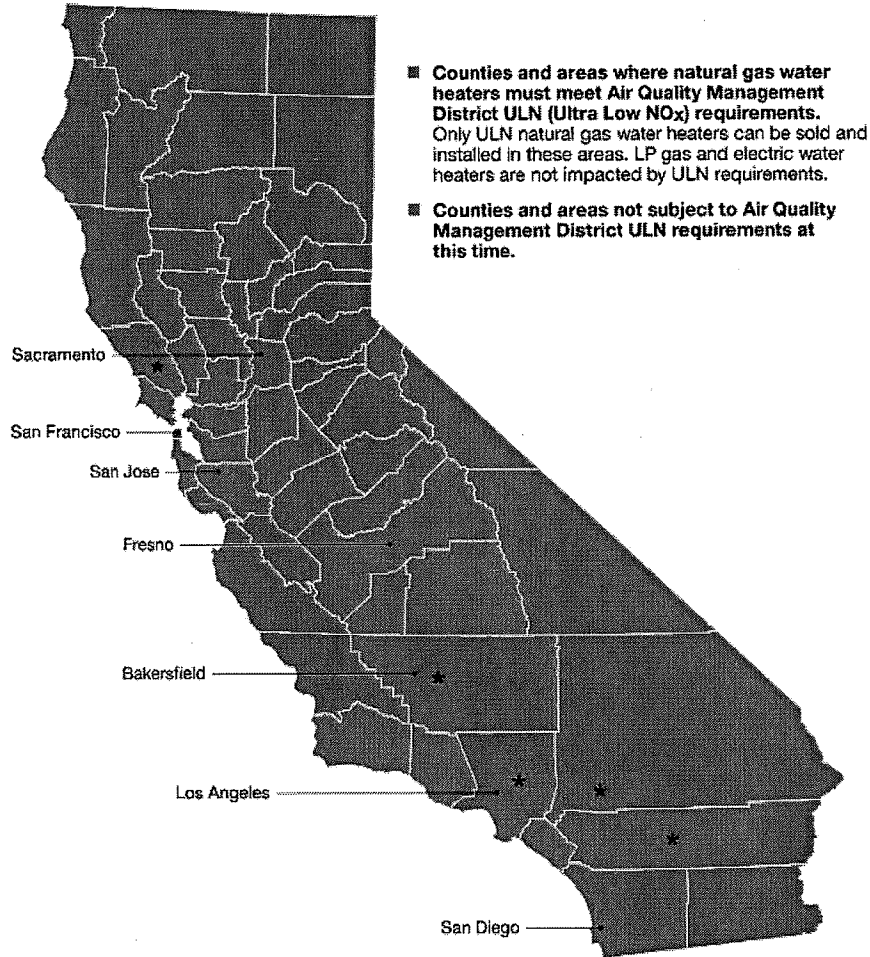 ■ Counties and areas where natural gas water
heaters must meet Air Quality Management
District ULN (Ultra Low NOx) requirements.
Only ULN natural gas water heaters can be sold and
installed in these areas. LP gas and electric water
heaters are not impacted by ULN requirements.
■ Counties and areas not subject to Air Quality
Management District ULN requirements at
this time.
Sacramento
San Francisco
San Jose
Fresno
Bakersfield
Los Angeles
San Diego